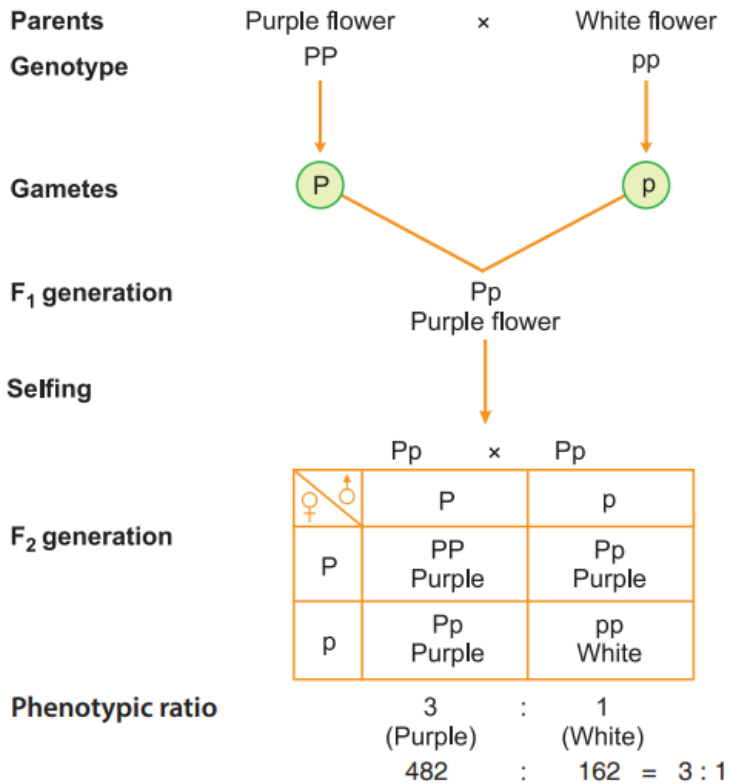 Parents Purple flower × White flower
Genotype PP pp
Gametes P p
F₁ generation Pp
Purple flower
Selfing
Pp × Pp
♀ ♂ P p
F₂ generation
P PP Pp
Purple Purple
p Pp pp
Purple White
Phenotypic ratio 3 : 1
(Purple) (White)
482 : 162 = 3 : 1